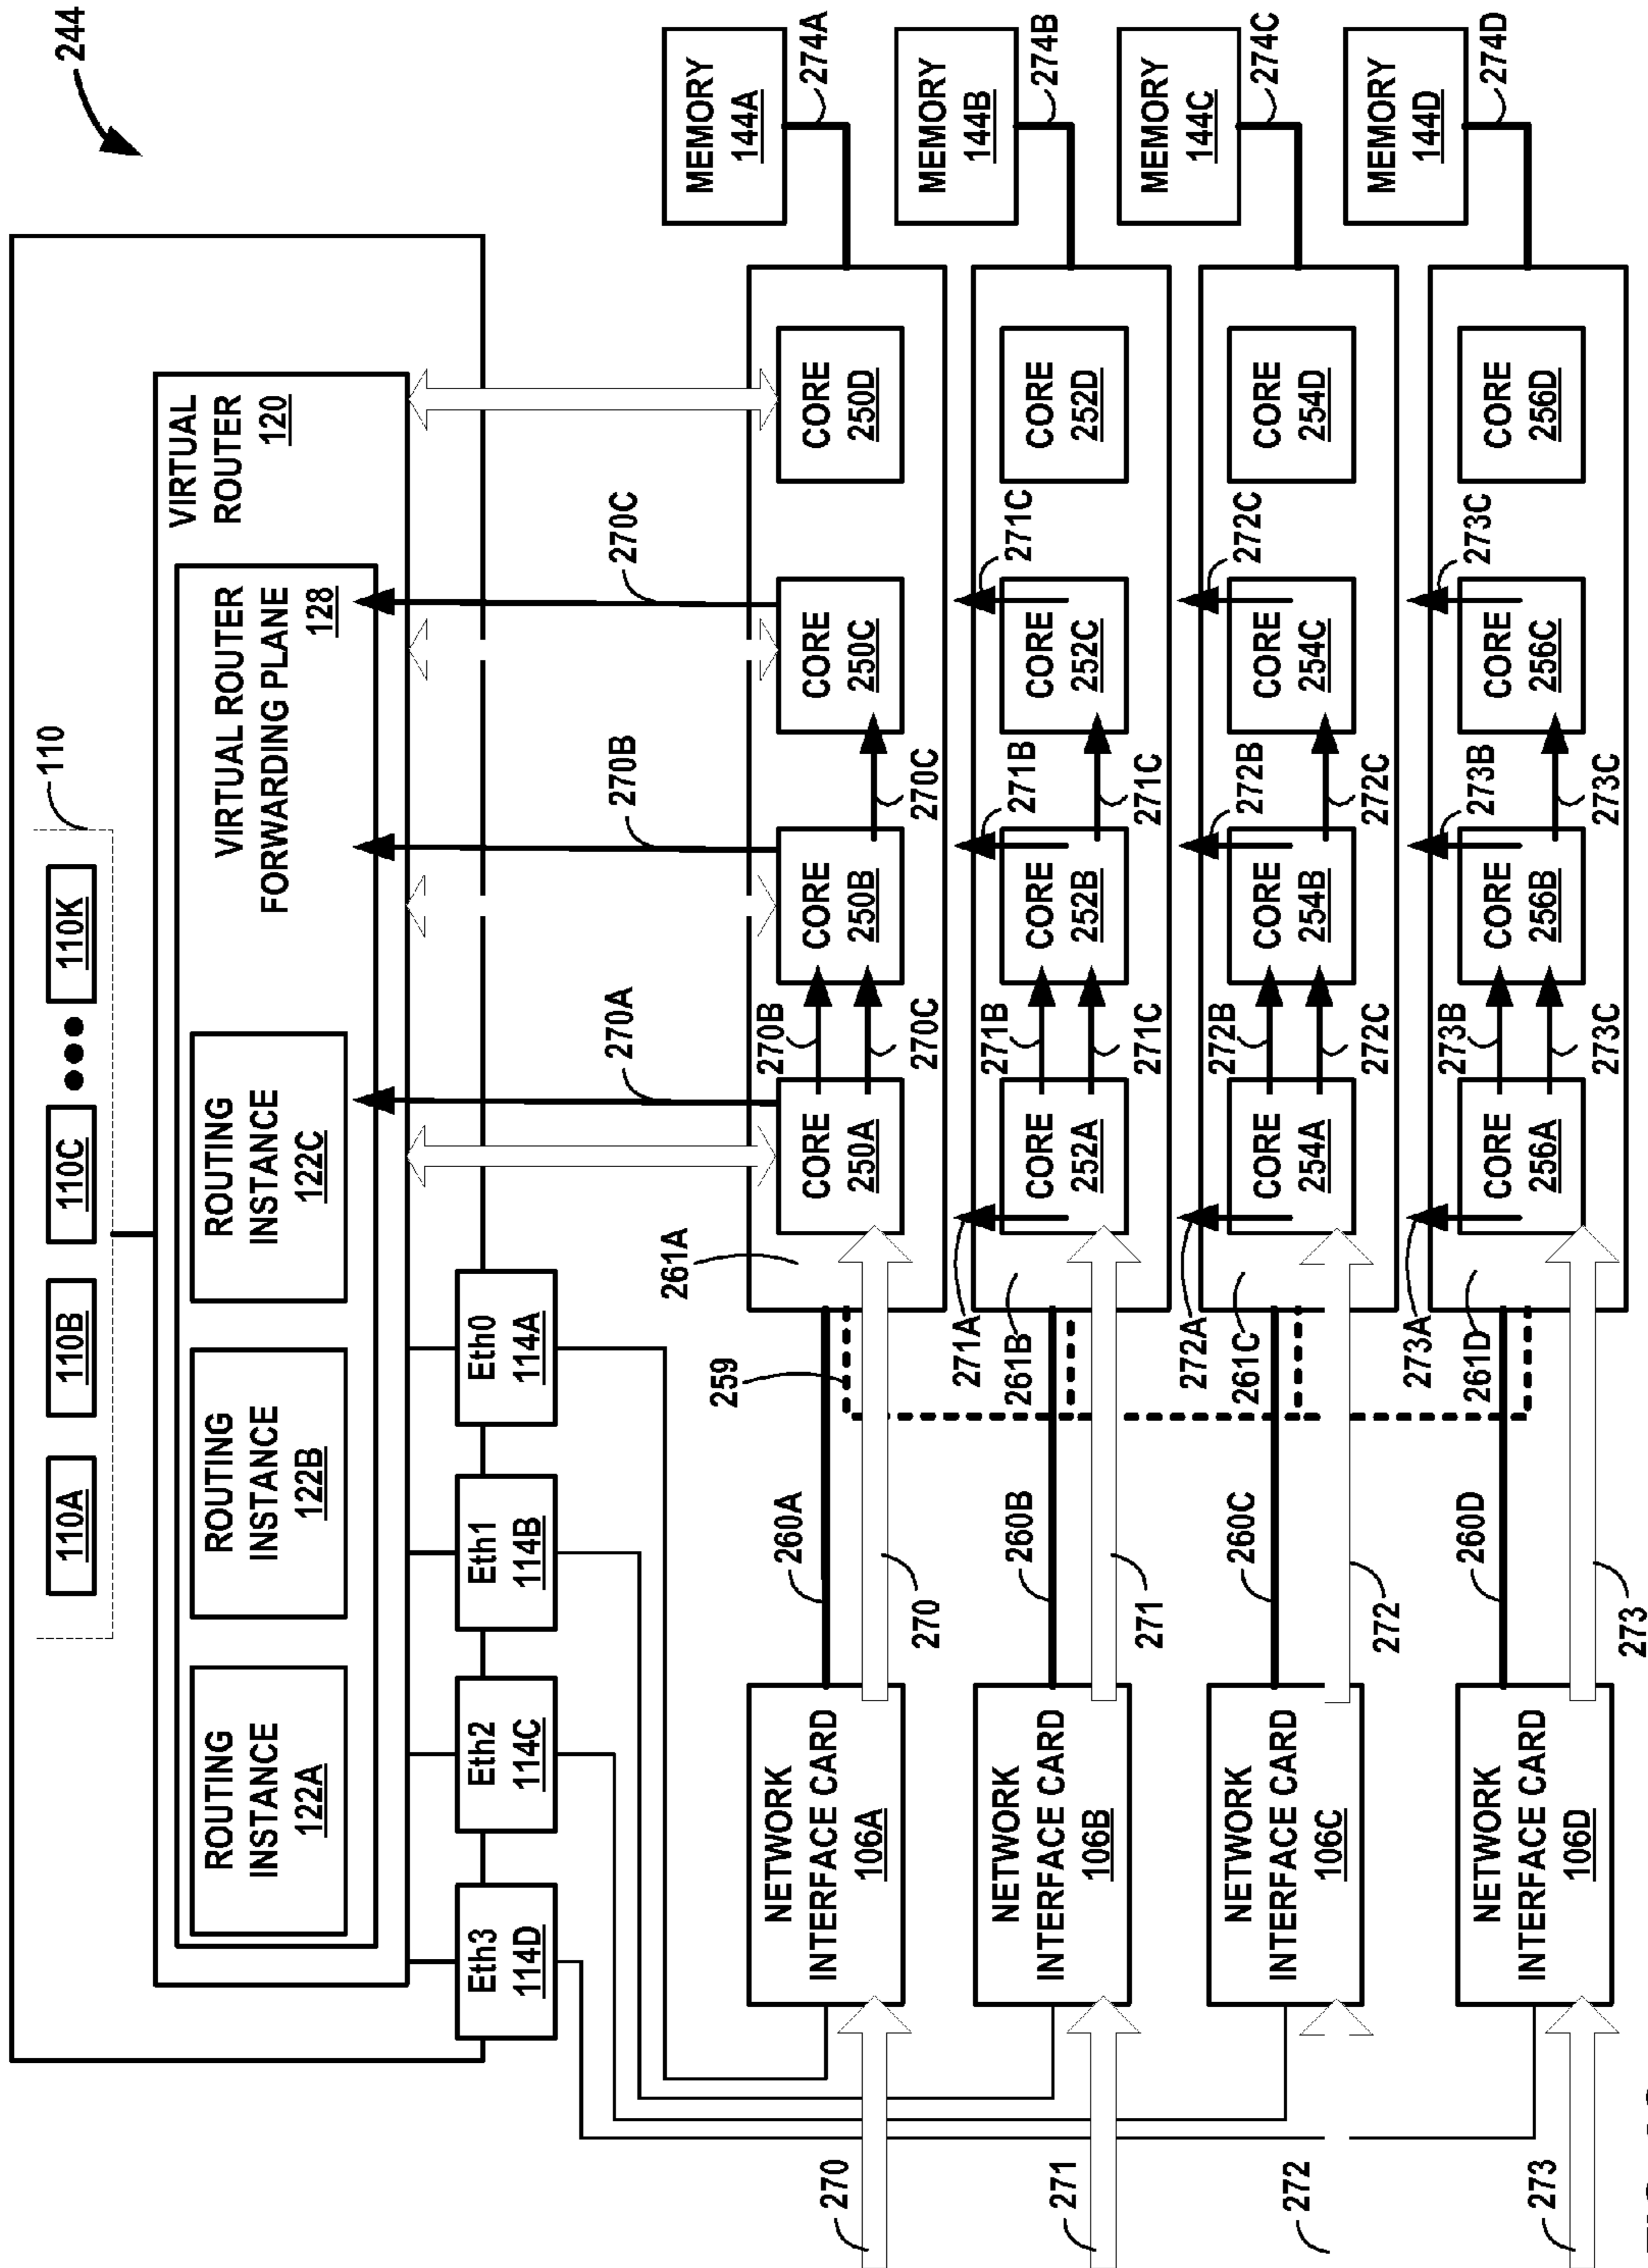 244
110
110A
110B
110C
110K
VIRTUAL
ROUTER
120
VIRTUAL ROUTER
FORWARDING PLANE
128
ROUTING
INSTANCE
122A
ROUTING
INSTANCE
122B
ROUTING
INSTANCE
122C
Eth3
114D
Eth2
114C
Eth1
114B
Eth0
114A
270A
270B
270C
NETWORK
INTERFACE CARD
106A
260A
270
270
259
261A
CORE
250A
270B
270C
CORE
250B
270C
CORE
250C
CORE
250D
MEMORY
144A
274A
NETWORK
INTERFACE CARD
106B
260B
271
271
261B
271A
CORE
252A
271B
271C
CORE
252B
271B
271C
CORE
252C
271C
CORE
252D
MEMORY
144B
274B
NETWORK
INTERFACE CARD
106C
260C
272
272
261C
272A
CORE
254A
272B
272C
CORE
254B
272B
272C
CORE
254C
272C
CORE
254D
MEMORY
144C
274C
NETWORK
INTERFACE CARD
106D
260D
273
273
261D
273A
CORE
256A
273B
273C
CORE
256B
273B
273C
CORE
256C
273C
CORE
256D
MEMORY
144D
274D